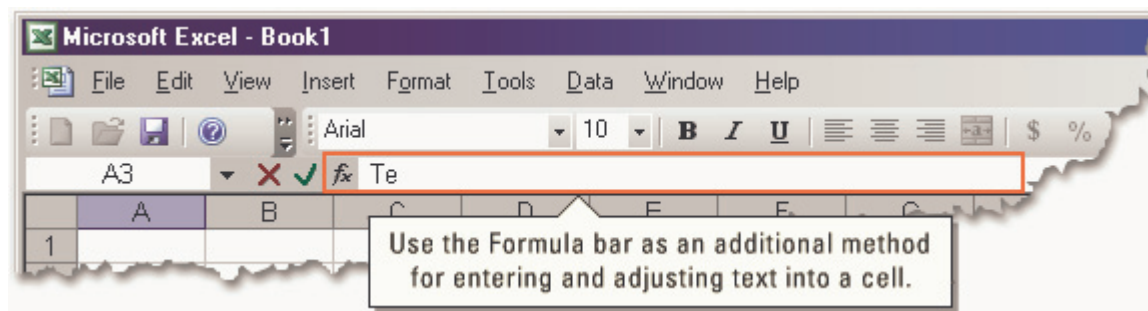 Microsoft Excel - Book1
File Edit View Insert Format Tools Data Window Help
Arial 10 B I U $ %
A3 fx Te
A B C D E F G
1
Use the Formula bar as an additional method
for entering and adjusting text into a cell.